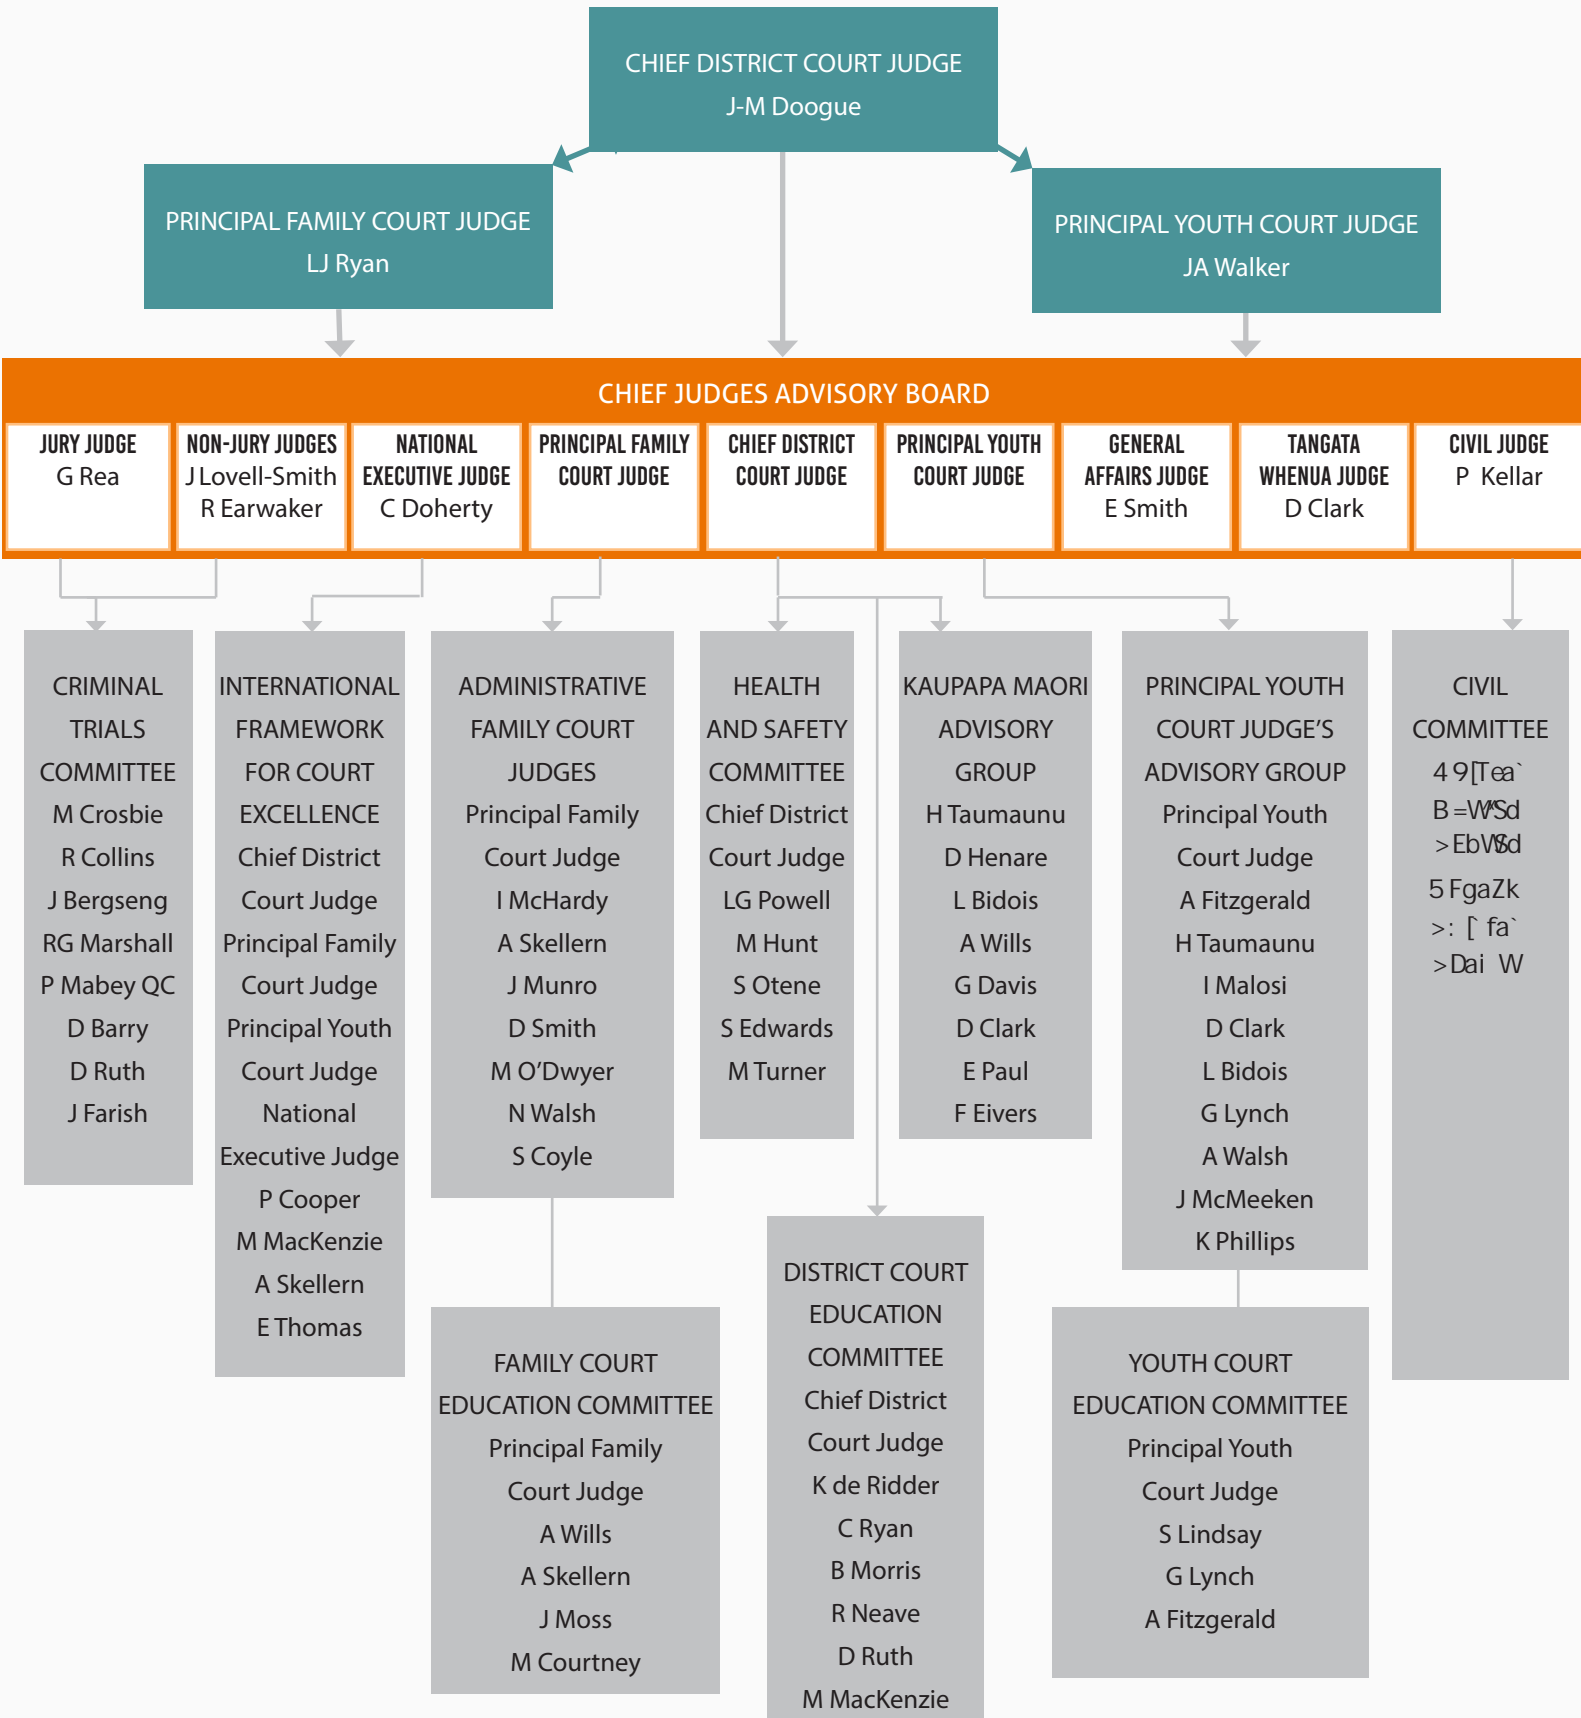 CHIEF DISTRICT COURT JUDGE
J-M Doogue
PRINCIPAL FAMILY COURT JUDGE
LJ Ryan
PRINCIPAL YOUTH COURT JUDGE
JA Walker
CHIEF JUDGES ADVISORY BOARD
JURY JUDGE
G Rea
NON-JURY JUDGES
J Lovell-Smith
R Earwaker
NATIONAL
EXECUTIVE JUDGE
C Doherty
PRINCIPAL FAMILY
COURT JUDGE
CHIEF DISTRICT
COURT JUDGE
PRINCIPAL YOUTH
COURT JUDGE
GENERAL
AFFAIRS JUDGE
E Smith
TANGATA
WHENUA JUDGE
D Clark
CIVIL JUDGE
P Kellar
CRIMINAL
TRIALS
COMMITTEE
M Crosbie
R Collins
J Bergseng
RG Marshall
P Mabey QC
D Barry
D Ruth
J Farish
INTERNATIONAL
FRAMEWORK
FOR COURT
EXCELLENCE
Chief District
Court Judge
Principal Family
Court Judge
Principal Youth
Court Judge
National
Executive Judge
P Cooper
M MacKenzie
A Skellern
E Thomas
ADMINISTRATIVE
FAMILY COURT
JUDGES
Principal Family
Court Judge
I McHardy
A Skellern
J Munro
D Smith
M O'Dwyer
N Walsh
S Coyle
HEALTH
AND SAFETY
COMMITTEE
Chief District
Court Judge
LG Powell
M Hunt
S Otene
S Edwards
M Turner
KAUPAPA MAORI
ADVISORY
GROUP
H Taumaunu
D Henare
L Bidois
A Wills
G Davis
D Clark
E Paul
F Eivers
PRINCIPAL YOUTH
COURT JUDGE'S
ADVISORY GROUP
Principal Youth
Court Judge
A Fitzgerald
H Taumaunu
I Malosi
D Clark
L Bidois
G Lynch
A Walsh
J McMeeken
K Phillips
CIVIL
COMMITTEE
FAMILY COURT
EDUCATION COMMITTEE
Principal Family
Court Judge
A Wills
A Skellern
J Moss
M Courtney
DISTRICT COURT
EDUCATION
COMMITTEE
Chief District
Court Judge
K de Ridder
C Ryan
B Morris
R Neave
D Ruth
M MacKenzie
YOUTH COURT
EDUCATION COMMITTEE
Principal Youth
Court Judge
S Lindsay
G Lynch
A Fitzgerald